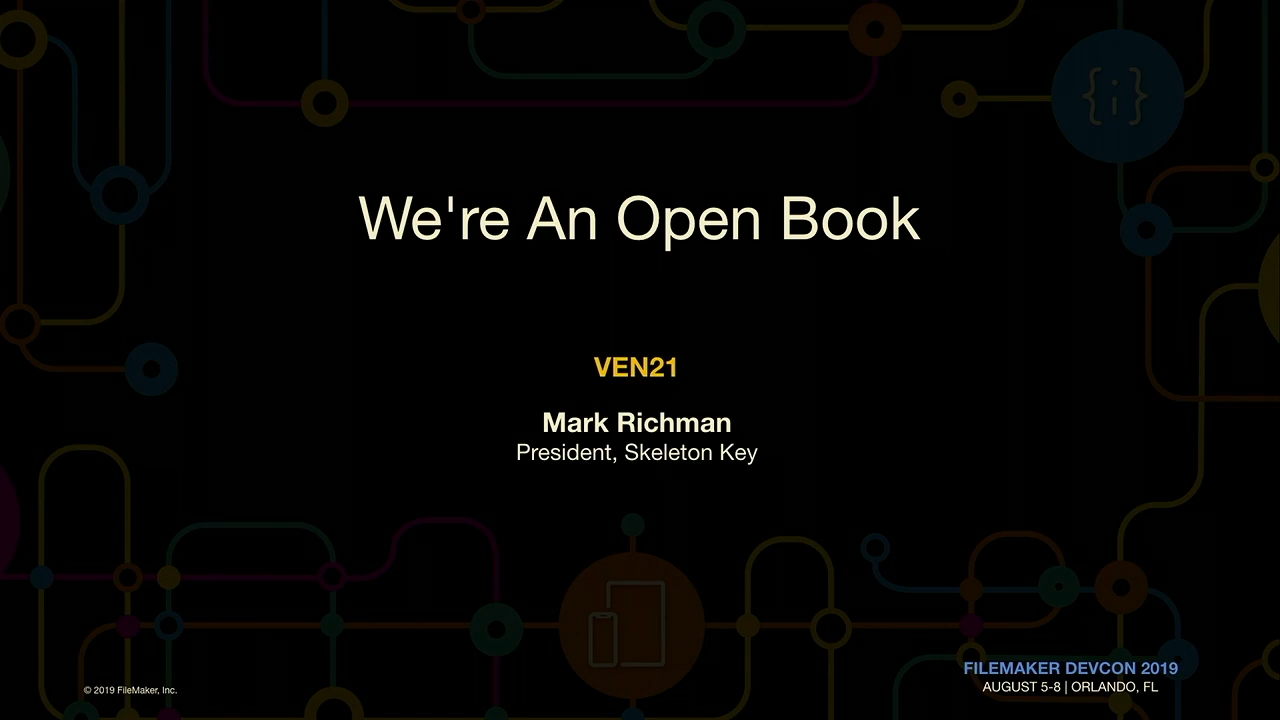 {i}
We're An Open Book
VEN21
Mark Richman
President, Skeleton Key
FILEMAKER DEVCON 2019
AUGUST 5-8 | ORLANDO, FL
© 2019 FileMaker, Inc.